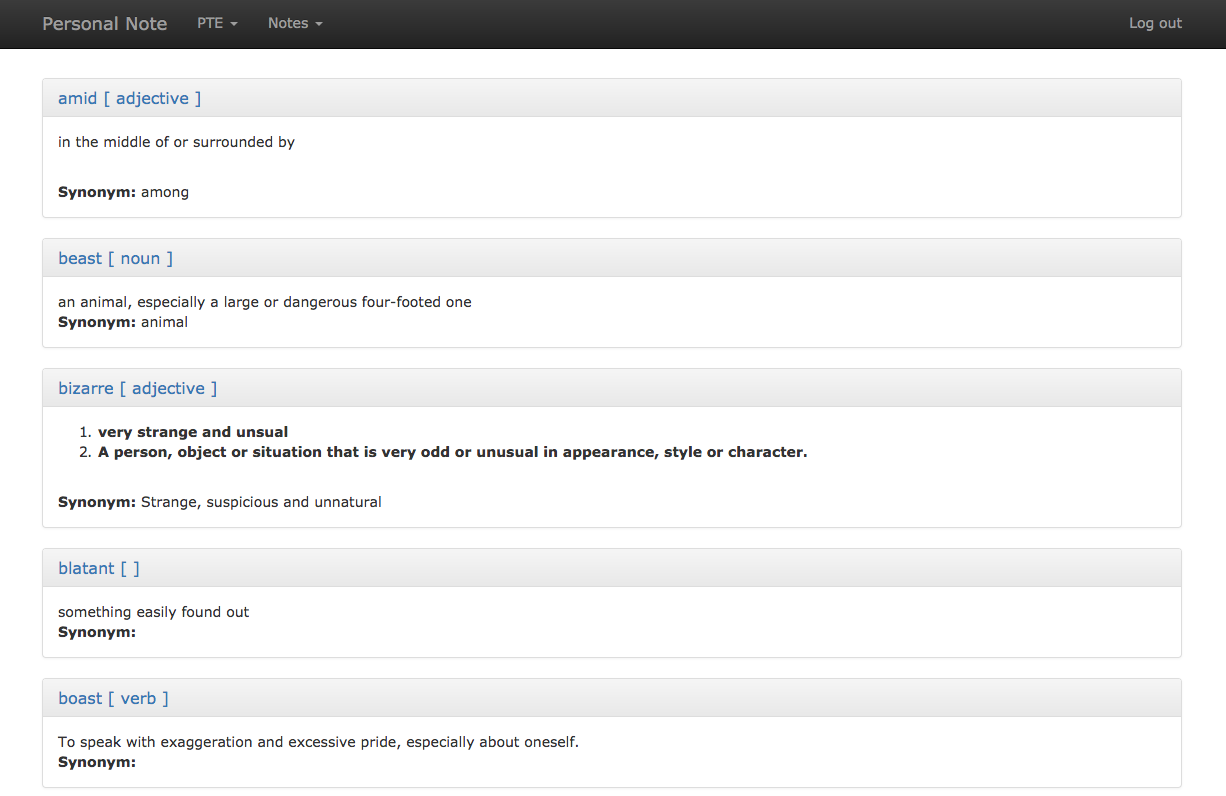 Personal Note PTE Notes Log out
amid [ adjective ]
in the middle of or surrounded by
Synonym: among
beast [ noun ]
an animal, especially a large or dangerous four-footed one
Synonym: animal
bizarre [ adjective ]
1. very strange and unsual
2. A person, object or situation that is very odd or unusual in appearance, style or character.
Synonym: Strange, suspicious and unnatural
blatant [ ]
something easily found out
Synonym:
boast [ verb ]
To speak with exaggeration and excessive pride, especially about oneself.
Synonym: